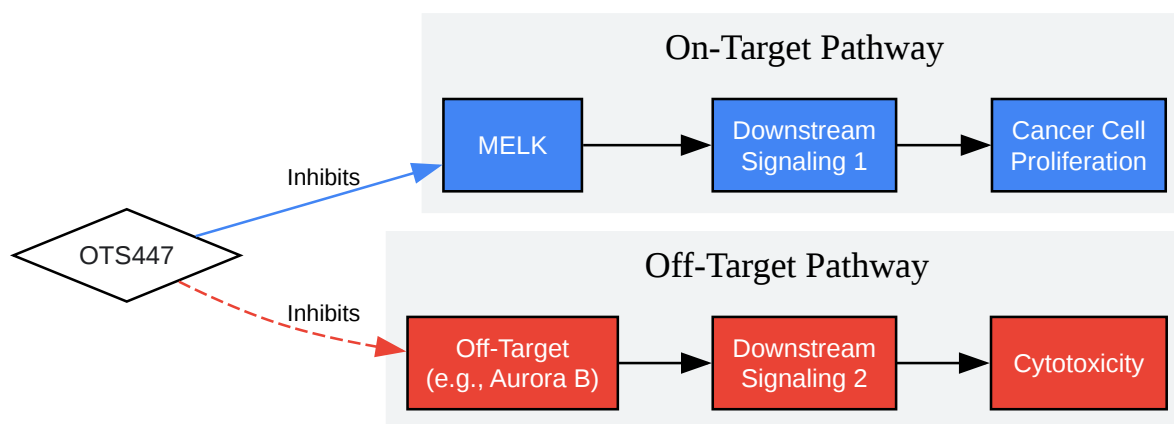 On-Target Pathway
MELK
Downstream
Signaling 1
Cancer Cell
Proliferation
Inhibits
OTS447
Inhibits
Off-Target Pathway
Off-Target
(e.g., Aurora B)
Downstream
Signaling 2
Cytotoxicity